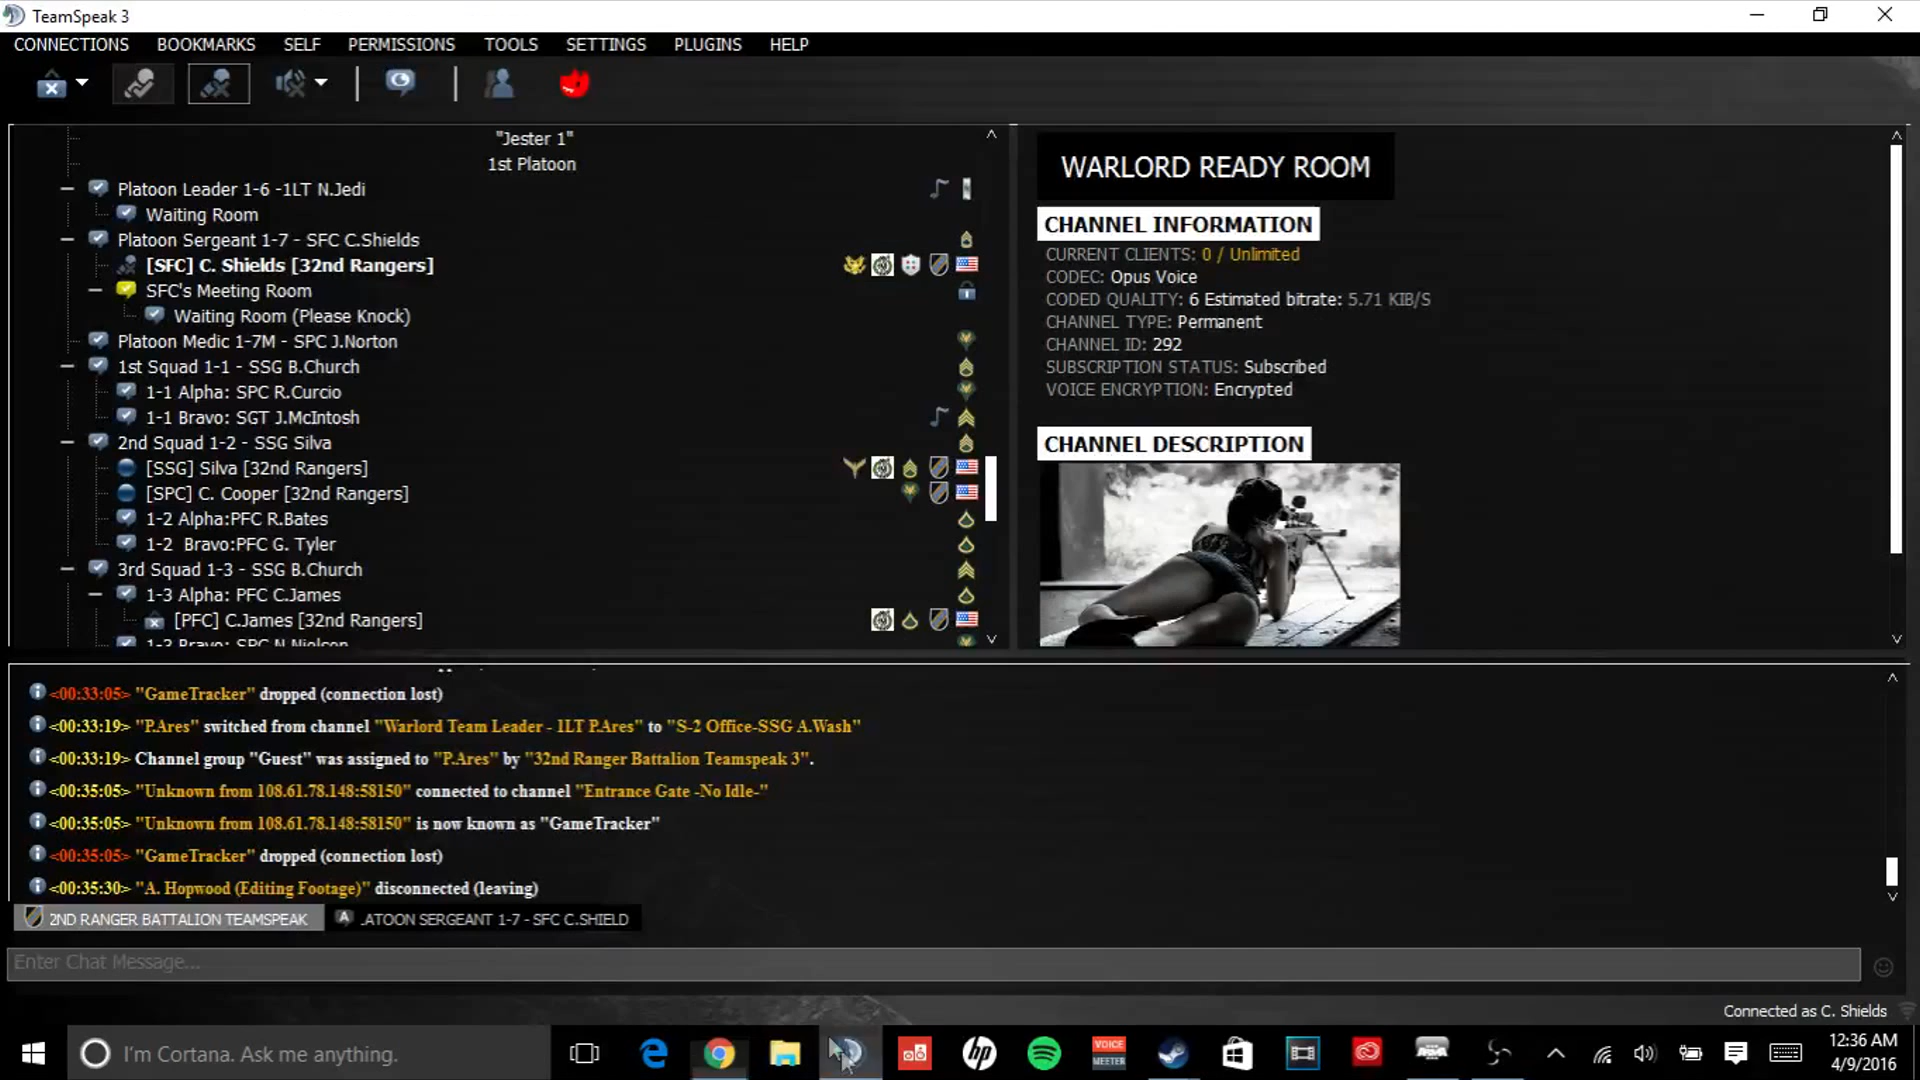 TeamSpeak 3
CONNECTIONS BOOKMARKS SELF PERMISSIONS TOOLS SETTINGS PLUGINS HELP
"Jester 1"
1st Platoon
Platoon Leader 1-6 -1LT N.Jedi
Waiting Room
Platoon Sergeant 1-7 - SFC C.Shields
[SFC] C. Shields [32nd Rangers]
SFC's Meeting Room
Waiting Room (Please Knock)
Platoon Medic 1-7M - SPC J.Norton
1st Squad 1-1 - SSG B.Church
1-1 Alpha: SPC R.Curcio
1-1 Bravo: SGT J.McIntosh
2nd Squad 1-2 - SSG Silva
[SSG] Silva [32nd Rangers]
[SPC] C. Cooper [32nd Rangers]
1-2 Alpha:PFC R.Bates
1-2 Bravo:PFC G. Tyler
3rd Squad 1-3 - SSG B.Church
1-3 Alpha: PFC C.James
[PFC] C.James [32nd Rangers]
1-3 Bravo: SPC N.Nielson
WARLORD READY ROOM
CHANNEL INFORMATION
CURRENT CLIENTS: 0 / Unlimited
CODEC: Opus Voice
CODED QUALITY: 6 Estimated bitrate: 5.71 KIB/S
CHANNEL TYPE: Permanent
CHANNEL ID: 292
SUBSCRIPTION STATUS: Subscribed
VOICE ENCRYPTION: Encrypted
CHANNEL DESCRIPTION
<00:33:05> "GameTracker" dropped (connection lost)
<00:33:19> "P.Ares" switched from channel "Warlord Team Leader - 1LT P.Ares" to "S-2 Office-SSG A.Wash"
<00:33:19> Channel group "Guest" was assigned to "P.Ares" by "32nd Ranger Battalion Teamspeak 3".
<00:35:05> "Unknown from 108.61.78.148:58150" connected to channel "Entrance Gate -No Idle-"
<00:35:05> "Unknown from 108.61.78.148:58150" is now known as "GameTracker"
<00:35:05> "GameTracker" dropped (connection lost)
<00:35:30> "A. Hopwood (Editing Footage)" disconnected (leaving)
2ND RANGER BATTALION TEAMSPEAK
A .ATOON SERGEANT 1-7 - SFC C.SHIELD
Enter Chat Message...
Connected as C. Shields
I'm Cortana. Ask me anything.
hp
VOICE
MEETER
12:36 AM
4/9/2016